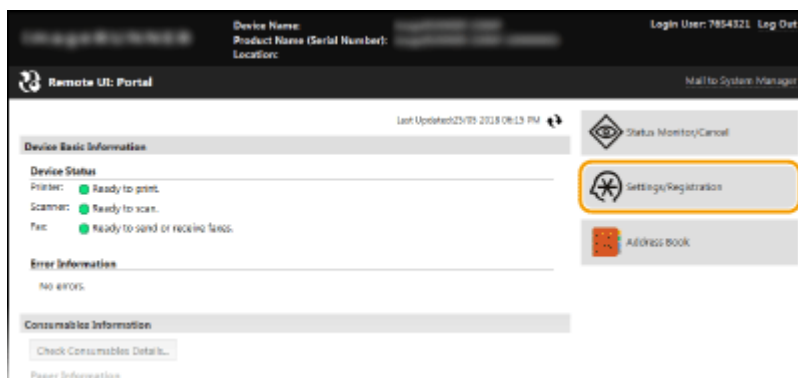 Device Name:
Product Name (Serial Number):
Location:
Login User: 7654321 Log Out
Remote UI: Portal
Mail to System Manager
Last Updated:25/05 2018 06:15 PM
Device Basic Information
Device Status
Printer: Ready to print.
Scanner: Ready to scan.
Fax: Ready to send or receive faxes.
Error Information
No errors.
Consumables Information
Check Consumables Details...
Paper Information
Status Monitor/Cancel
Settings/Registration
Address Book